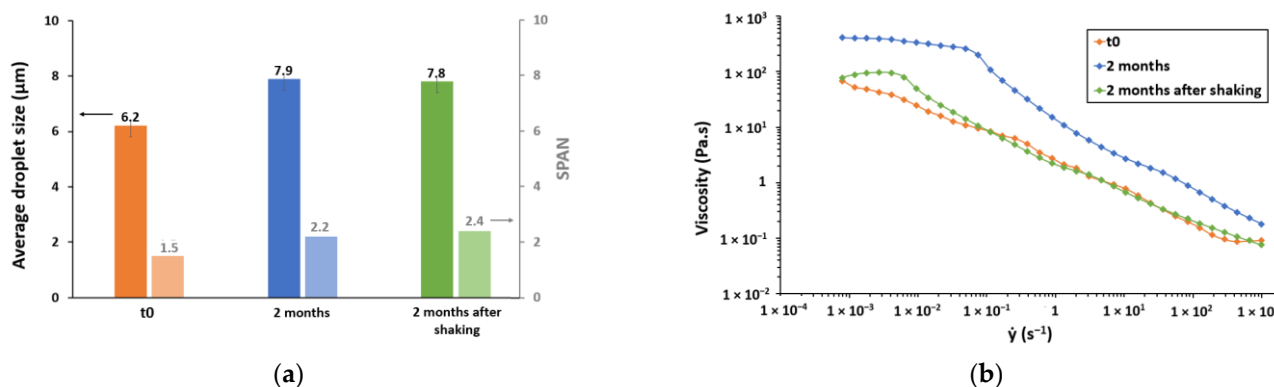 Average droplet size (µm)
10
8
6
4
2
0
6.2
1.5
7.9
2.2
7.8
2.4
10
8
6
4
2
0
SPAN
t0
2 months
2 months after
shaking
(a)
Viscosity (Pa.s)
1 × 10³
1 × 10²
1 × 10¹
1
1 × 10⁻¹
1 × 10⁻²
t0
2 months
2 months after shaking
1 × 10⁻⁴
1 × 10⁻³
1 × 10⁻²
1 × 10⁻¹
1
1 × 10¹
1 × 10²
1 × 10
ẏ (s⁻¹)
(b)